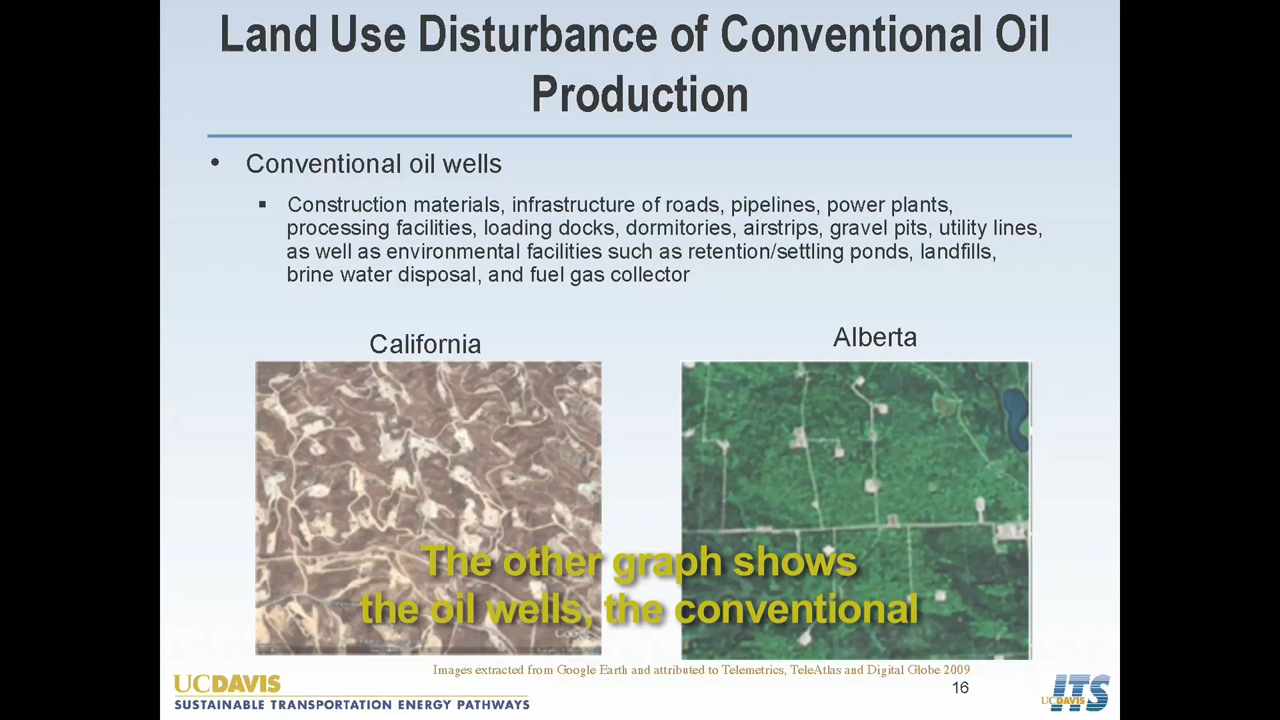 Land Use Disturbance of Conventional Oil
Production
• Conventional oil wells
▪ Construction materials, infrastructure of roads, pipelines, power plants,
processing facilities, loading docks, dormitories, airstrips, gravel pits, utility lines,
as well as environmental facilities such as retention/settling ponds, landfills,
brine water disposal, and fuel gas collector
California
Alberta
The other graph shows
the oil wells, the conventional
Images extracted from Google Earth and attributed to Telemetrics, TeleAtlas and Digital Globe 2009
UCDAVIS
SUSTAINABLE TRANSPORTATION ENERGY PATHWAYS
16
UCDAVIS ITS